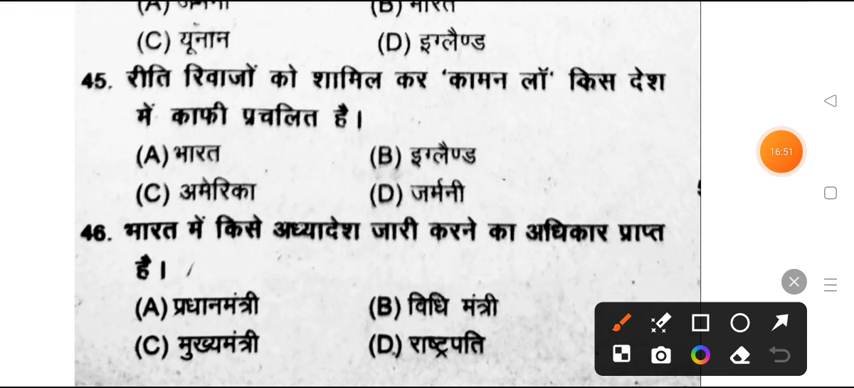 (C) यूनान (D) इग्लैण्ड
45. रीति रिवाजों को शामिल कर 'कामन लॉ' किस देश
में काफी प्रचलित है।
(A) भारत (B) इग्लैण्ड
(C) अमेरिका (D) जर्मनी
16:51
46. भारत में किसे अध्यादेश जारी करने का अधिकार प्राप्त
है।
(A) प्रधानमंत्री (B) विधि मंत्री
(C) मुख्यमंत्री (D) राष्ट्रपति